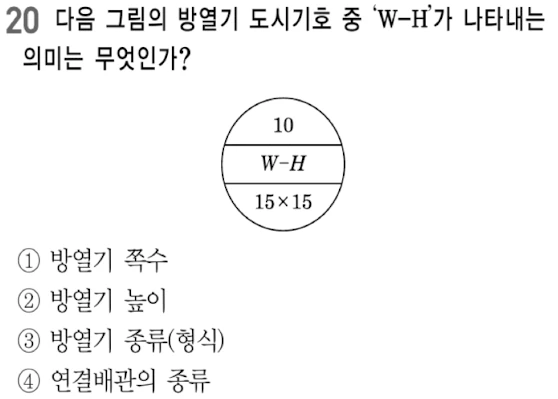 20 다음 그림의 방열기 도시기호 중 ‘W-H’가 나타내는
의미는 무엇인가?
10
W-H
15×15
① 방열기 쪽수
② 방열기 높이
③ 방열기 종류(형식)
④ 연결배관의 종류